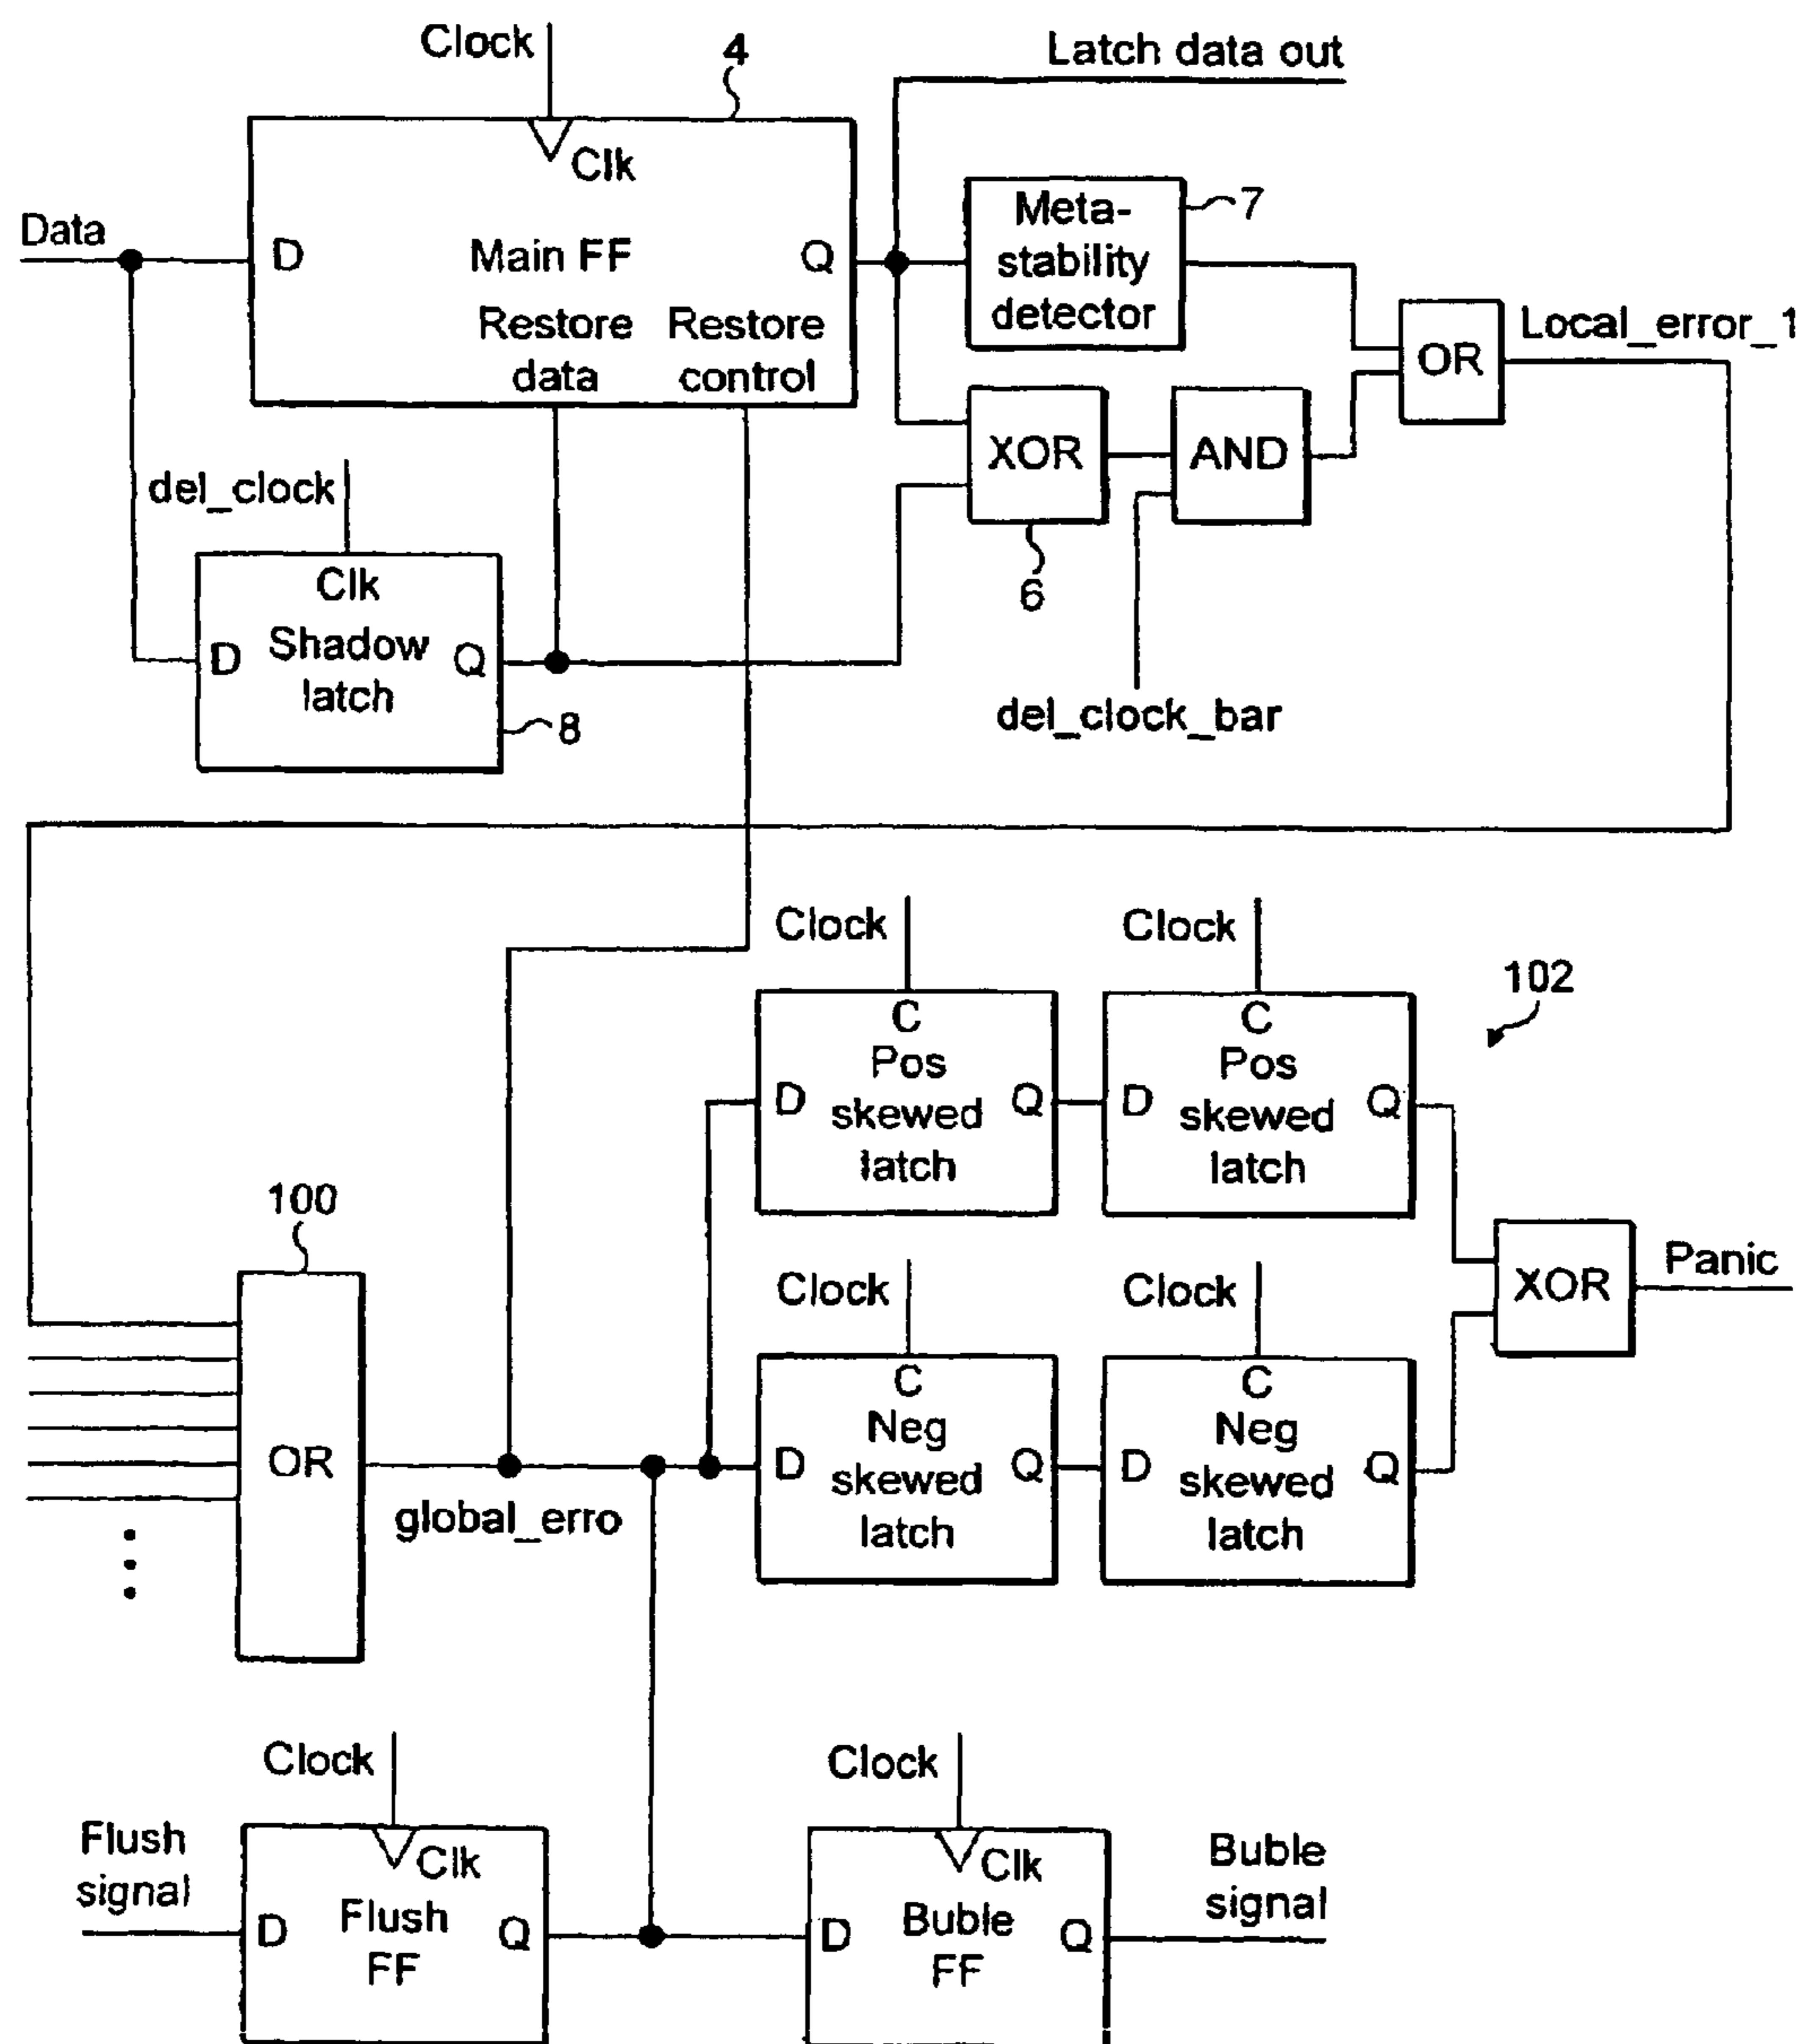 Clock
4
Latch data out
Clk
Data
D
Main FF
Q
Restore
data
Restore
control
Meta-
stability
detector
7
OR
Local_error_1
XOR
6
AND
del_clock_bar
del_clock
Clk
D
Shadow
latch
Q
8
Clock
C
D
Pos
skewed
latch
Q
Clock
C
D
Pos
skewed
latch
Q
102
100
OR
global_erro
Clock
C
D
Neg
skewed
latch
Q
Clock
C
D
Neg
skewed
latch
Q
XOR
Panic
Flush
signal
Clock
Clk
D
Flush
FF
Q
Clock
Clk
D
Buble
FF
Q
Buble
signal